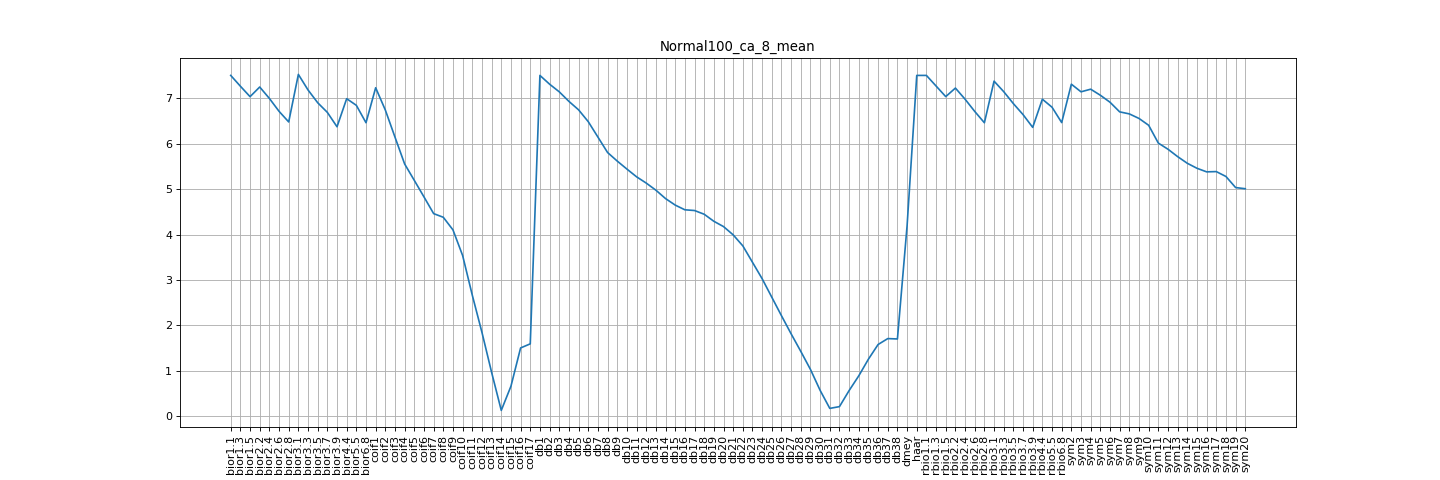 Normal100_ca_8_mean
7
6
5
4
3
2
1
0
bior1.1
bior1.3
bior1.5
bior2.2
bior2.4
bior2.6
bior2.8
bior3.1
bior3.3
bior3.5
bior3.7
bior3.9
bior4.4
bior5.5
bior6.8
coif1
coif2
coif3
coif4
coif5
coif6
coif7
coif8
coif9
coif10
coif11
coif12
coif13
coif14
coif15
coif16
coif17
db1
db2
db3
db4
db5
db6
db7
db8
db9
db10
db11
db12
db13
db14
db15
db16
db17
db18
db19
db20
db21
db22
db23
db24
db25
db26
db27
db28
db29
db30
db31
db32
db33
db34
db35
db36
db37
db38
dmey
haar
rbio1.1
rbio1.3
rbio1.5
rbio2.2
rbio2.4
rbio2.6
rbio2.8
rbio3.1
rbio3.3
rbio3.5
rbio3.7
rbio3.9
rbio4.4
rbio5.5
rbio6.8
sym2
sym3
sym4
sym5
sym6
sym7
sym8
sym9
sym10
sym11
sym12
sym13
sym14
sym15
sym16
sym17
sym18
sym19
sym20